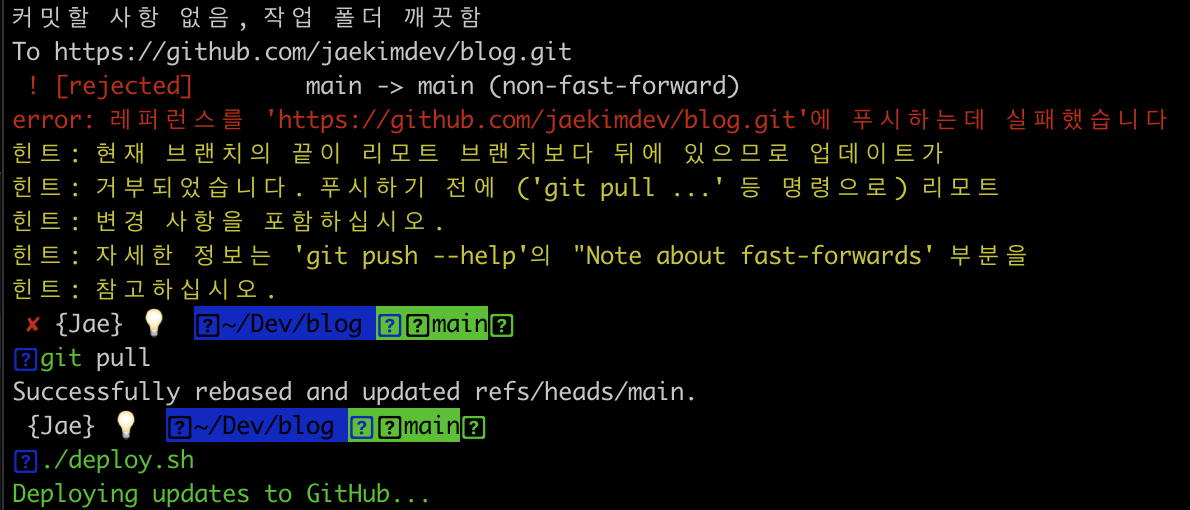 커밋할 사항 없음, 작업 폴더 깨끗함
To https://github.com/jaekimdev/blog.git
! [rejected] main -> main (non-fast-forward)
error: 레퍼런스를 'https://github.com/jaekimdev/blog.git'에 푸시하는데 실패했습니다
힌트: 현재 브랜치의 끝이 리모트 브랜치보다 뒤에 있으므로 업데이트가
힌트: 거부되었습니다. 푸시하기 전에 ('git pull ...' 등 명령으로) 리모트
힌트: 변경 사항을 포함하십시오.
힌트: 자세한 정보는 'git push --help'의 "Note about fast-forwards' 부분을
힌트: 참고하십시오.
✘ {Jae} 💡 ?~/Dev/blog ??main?
?git pull
Successfully rebased and updated refs/heads/main.
{Jae} 💡 ?~/Dev/blog ??main?
?./deploy.sh
Deploying updates to GitHub...